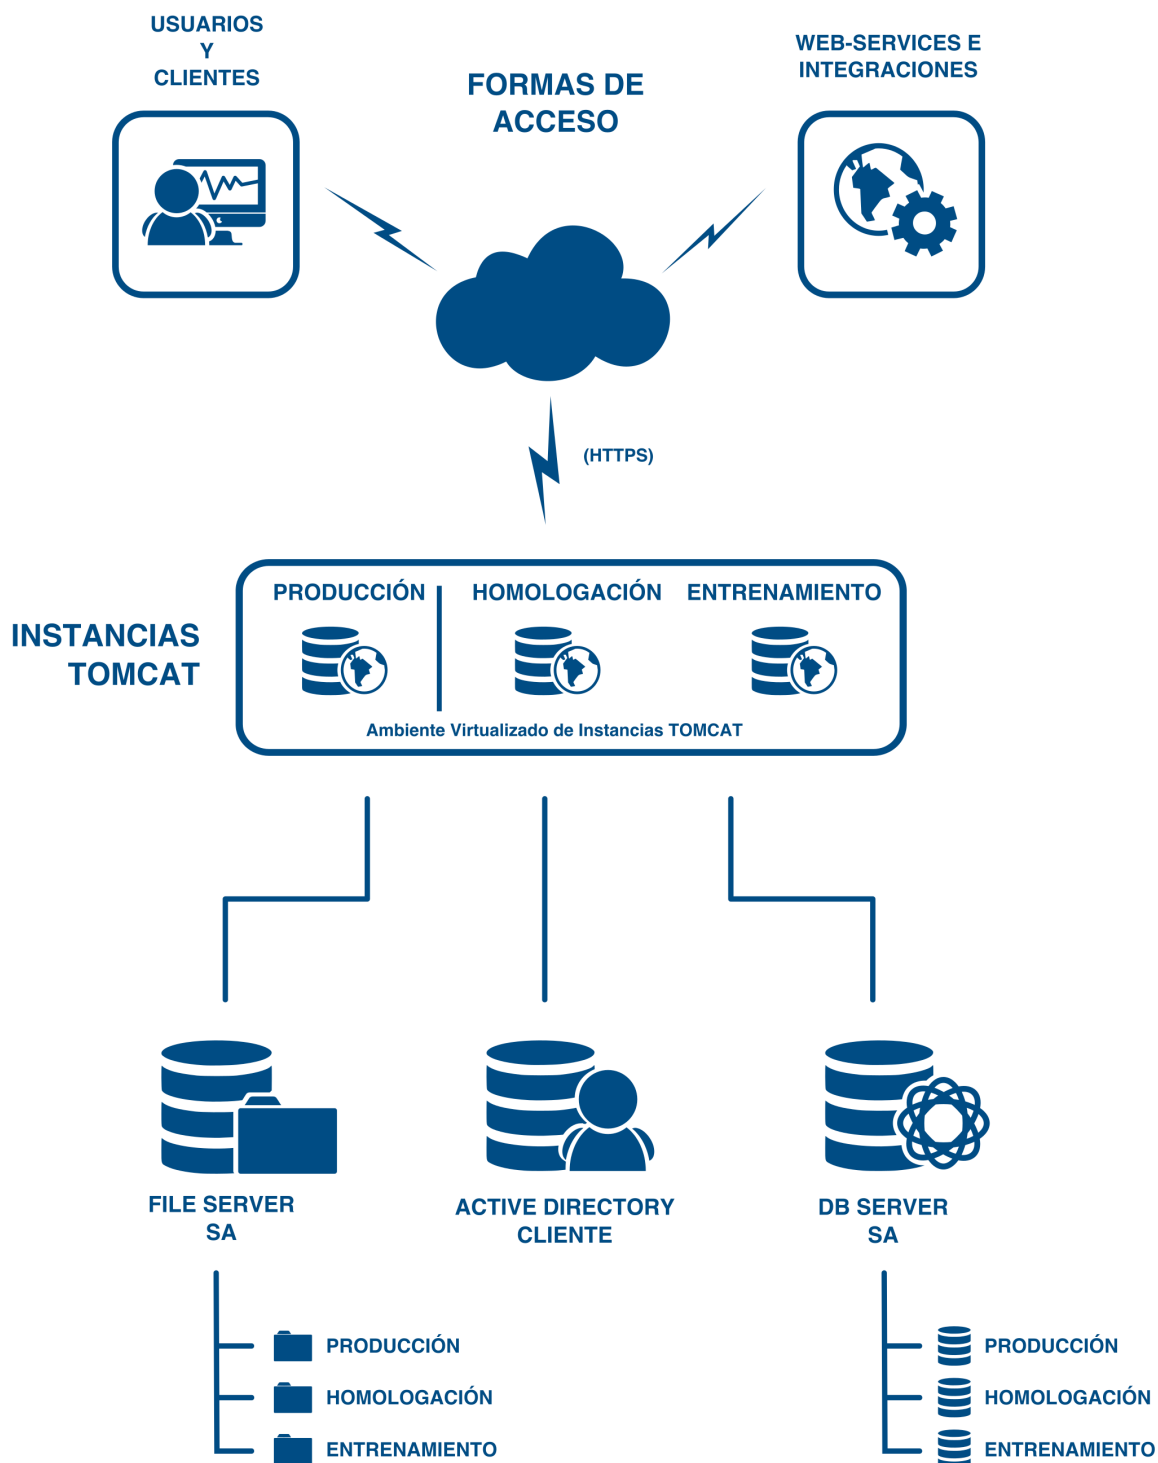 USUARIOS
Y
CLIENTES
WEB-SERVICES E
INTEGRACIONES
FORMAS DE
ACCESO
(HTTPS)
INSTANCIAS
TOMCAT
PRODUCCIÓN
HOMOLOGACIÓN
ENTRENAMIENTO
Ambiente Virtualizado de Instancias TOMCAT
FILE SERVER
SA
ACTIVE DIRECTORY
CLIENTE
DB SERVER
SA
PRODUCCIÓN
HOMOLOGACIÓN
ENTRENAMIENTO
PRODUCCIÓN
HOMOLOGACIÓN
ENTRENAMIENTO